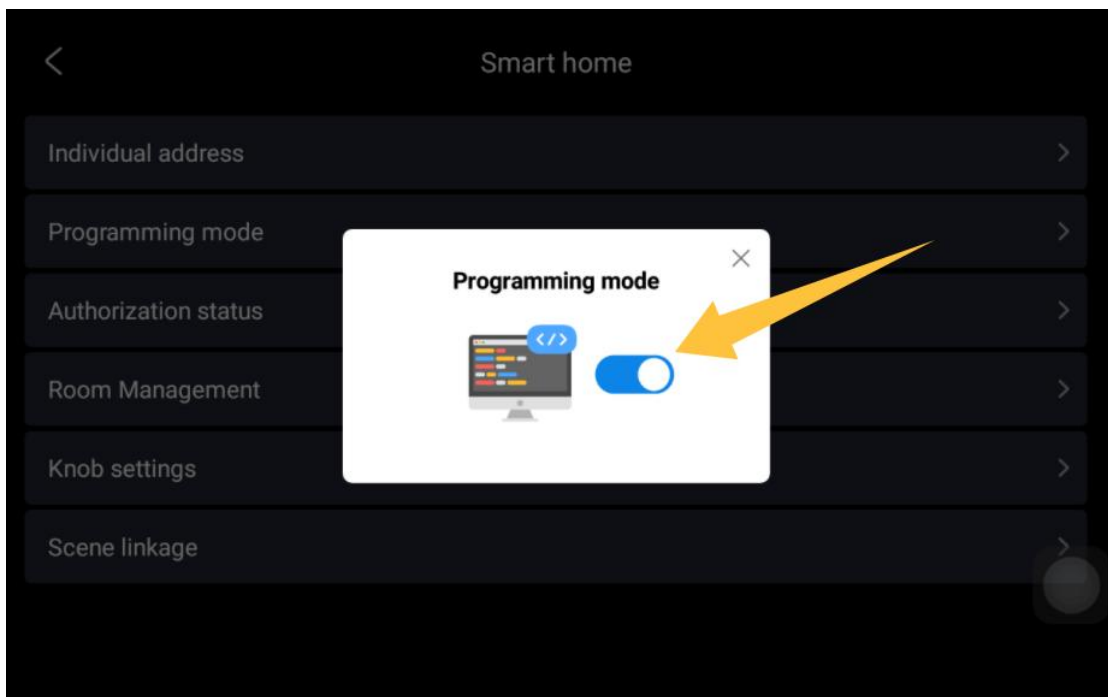 Smart home
Individual address
Programming mode
Programming mode
</>
Authorization status
Room Management
Knob settings
Scene linkage